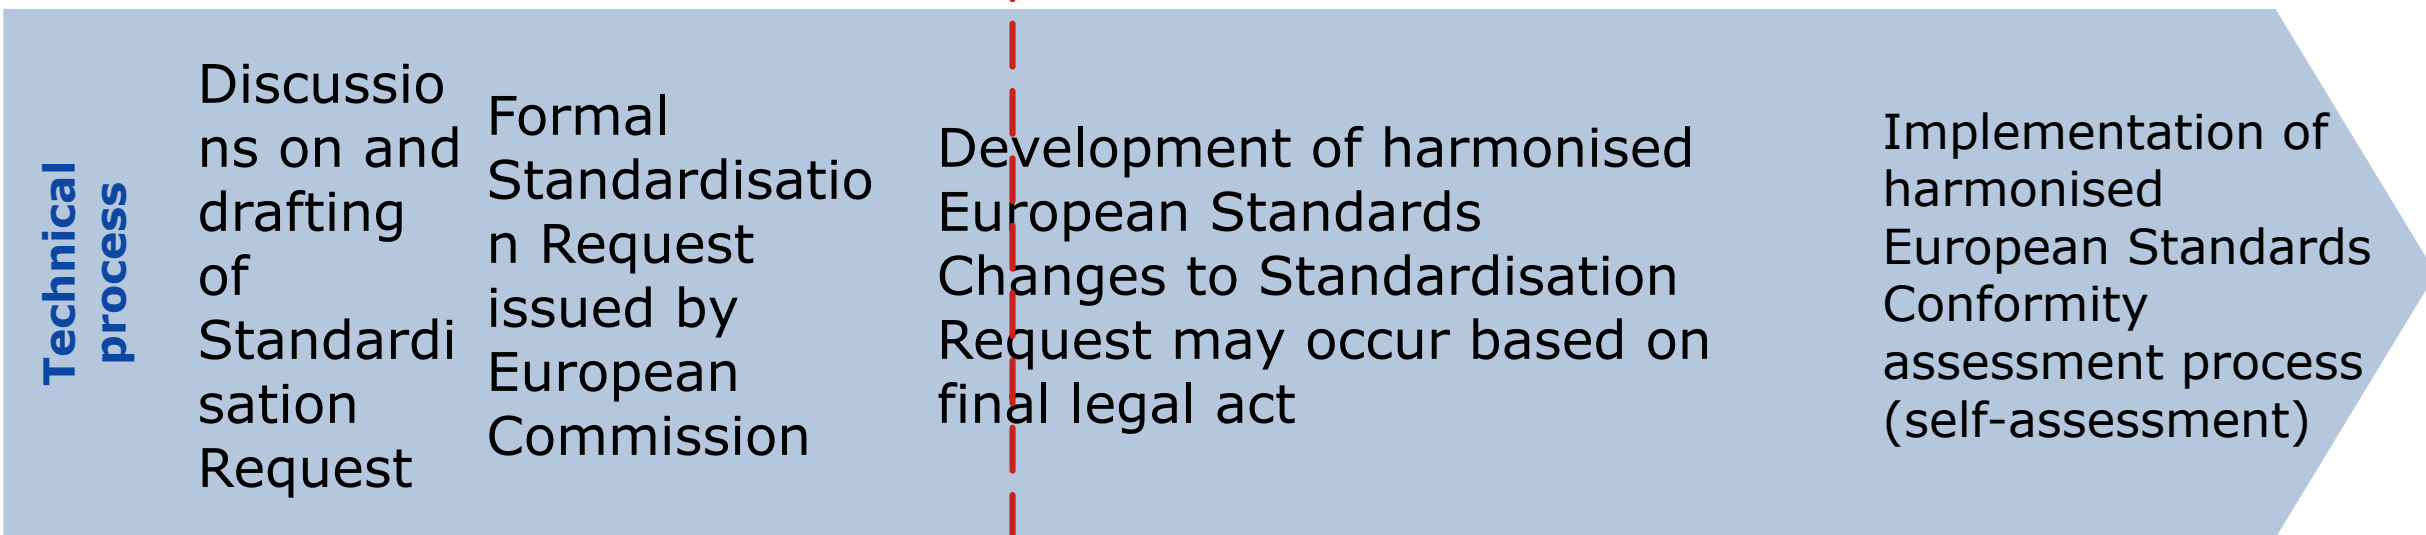 Technical
process
Discussio
ns on and
drafting
of
Standardi
sation
Request
Formal
Standardisatio
n Request
issued by
European
Commission
Development of harmonised
European Standards
Changes to Standardisation
Request may occur based on
final legal act
Implementation of
harmonised
European Standards
Conformity
assessment process
(self-assessment)